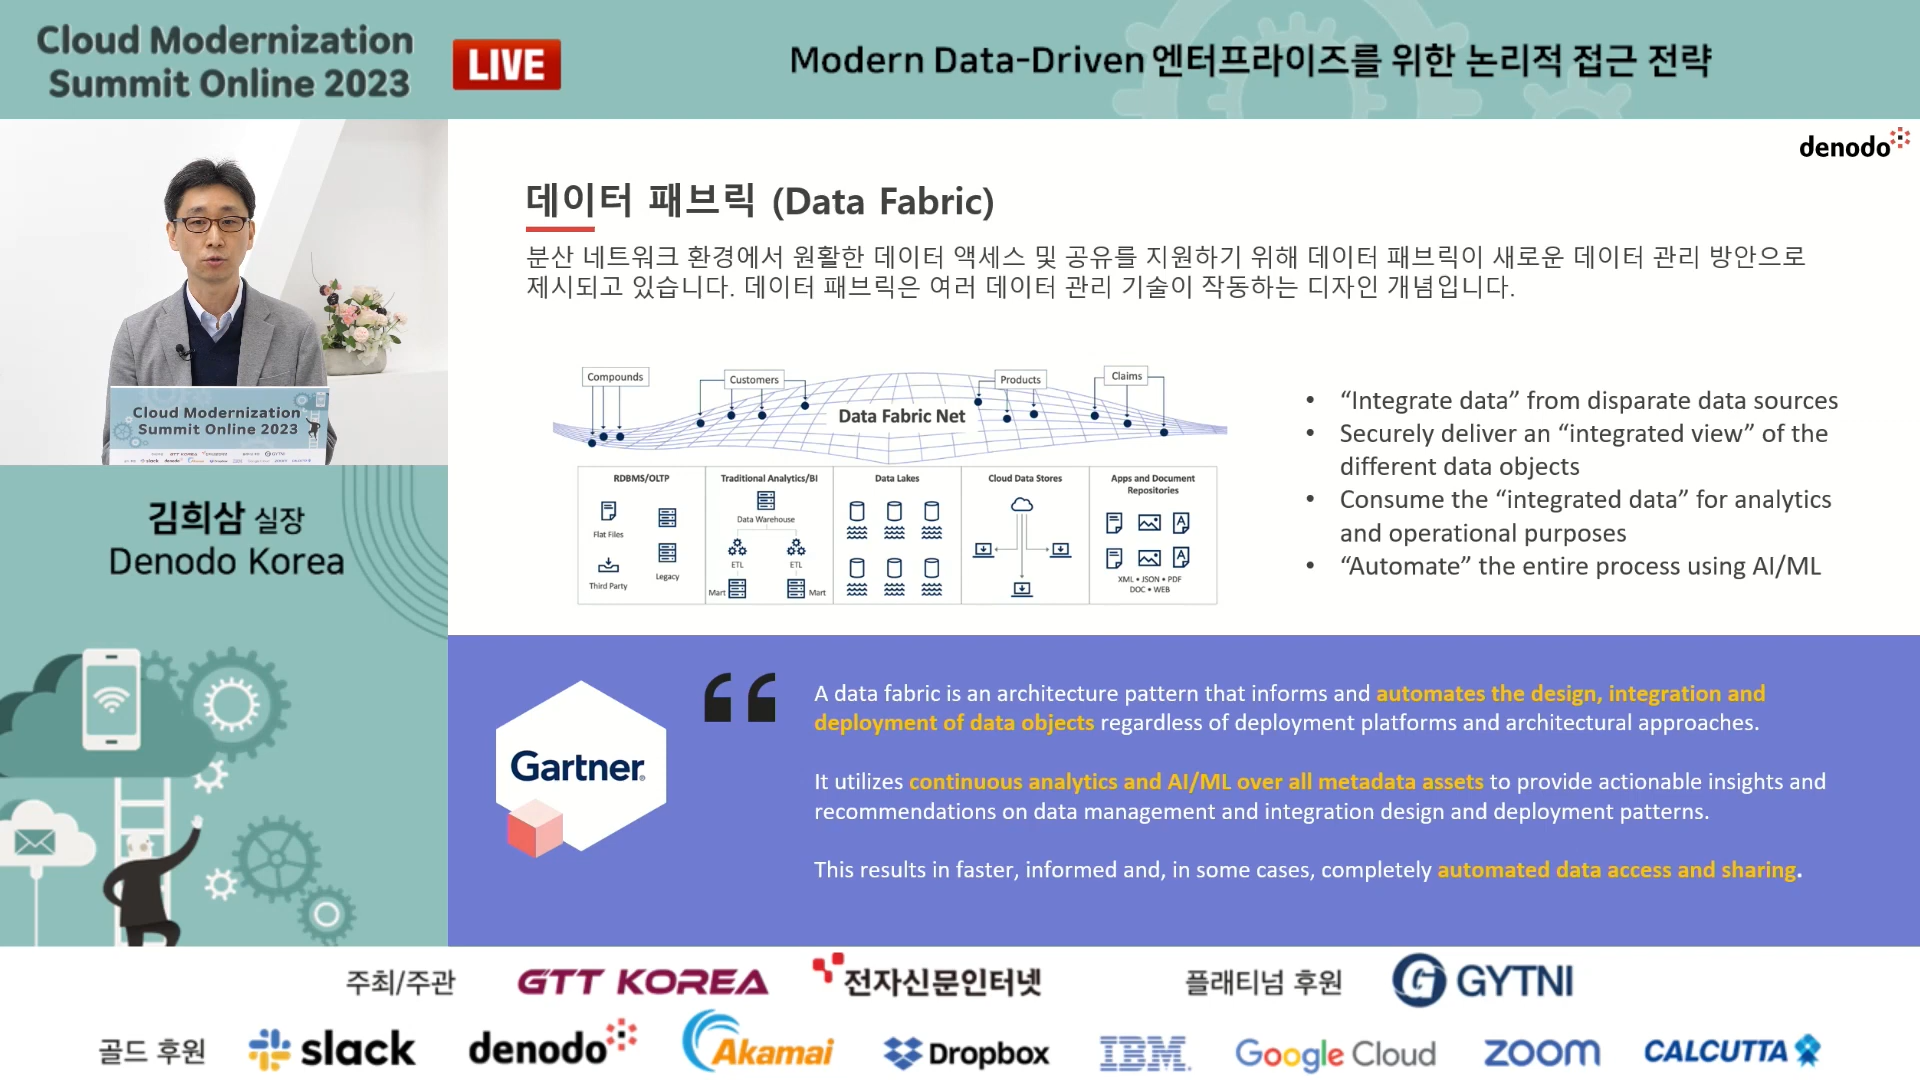 Cloud Modernization
Summit Online 2023
LIVE
Modern Data-Driven 엔터프라이즈를 위한 논리적 접근 전략
denodo
데이터 패브릭 (Data Fabric)
분산 네트워크 환경에서 원활한 데이터 액세스 및 공유를 지원하기 위해 데이터 패브릭이 새로운 데이터 관리 방안으로
제시되고 있습니다. 데이터 패브릭은 여러 데이터 관리 기술이 작동하는 디자인 개념입니다.
Cloud Modernization
Summit Online 2023
GTT KOREA
GYTNI
slack
denodo
김희삼 실장
Denodo Korea
Compounds
Customers
Products
Claims
Data Fabric Net
RDBMS/OLTP
Flat Files
Third Party
Legacy
Traditional Analytics/BI
Data Warehouse
ETL
ETL
Mart
Mart
Data Lakes
Cloud Data Stores
Apps and Document
Repositories
XML • JSON • PDF
DOC • WEB
• “Integrate data” from disparate data sources
• Securely deliver an “integrated view” of the
different data objects
• Consume the “integrated data” for analytics
and operational purposes
• “Automate” the entire process using AI/ML
Gartner®
“
A data fabric is an architecture pattern that informs and automates the design, integration and
deployment of data objects regardless of deployment platforms and architectural approaches.
It utilizes continuous analytics and AI/ML over all metadata assets to provide actionable insights and
recommendations on data management and integration design and deployment patterns.
This results in faster, informed and, in some cases, completely automated data access and sharing.
주최/주관 GTT KOREA 전자신문인터넷 플래티넘 후원 GYTNI
골드 후원 slack denodo Akamai Dropbox IBM Google Cloud zoom CALCUTTA